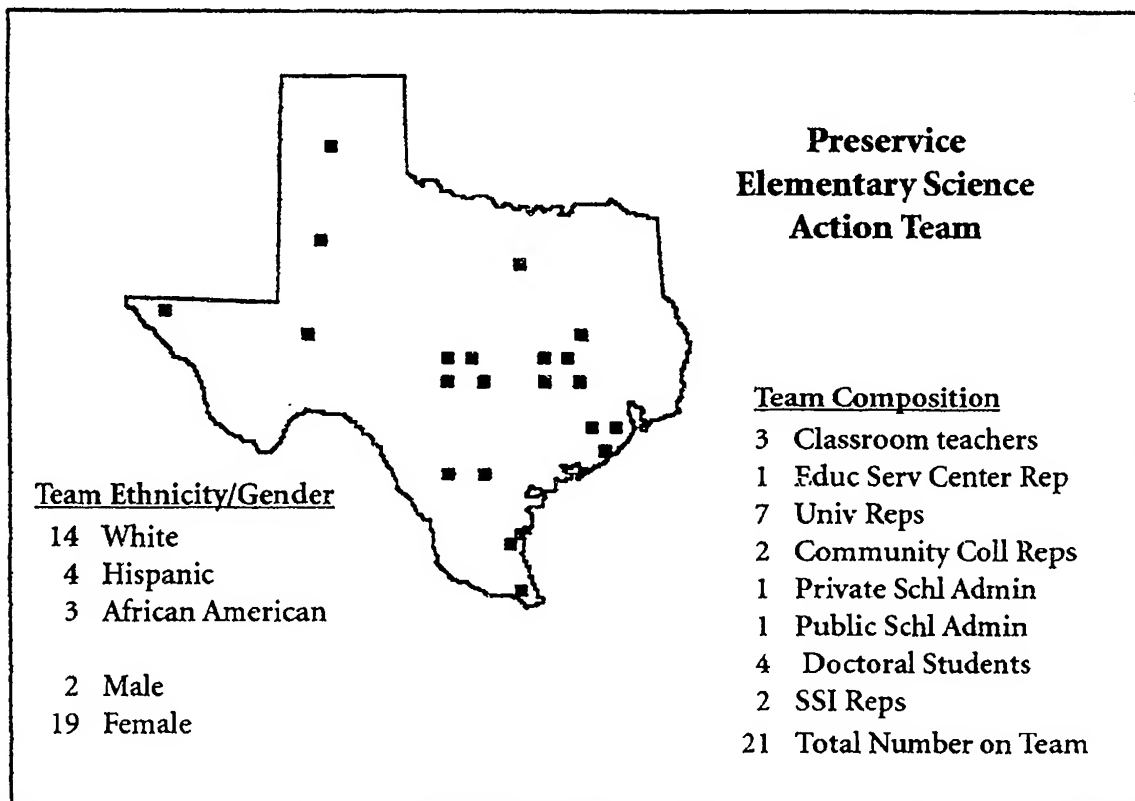 Preservice
Elementary Science
Action Team
Team Composition
3 Classroom teachers
1 Educ Serv Center Rep
7 Univ Reps
2 Community Coll Reps
1 Private Schl Admin
1 Public Schl Admin
4 Doctoral Students
2 SSI Reps
21 Total Number on Team
Team Ethnicity/Gender
14 White
4 Hispanic
3 African American
2 Male
19 Female